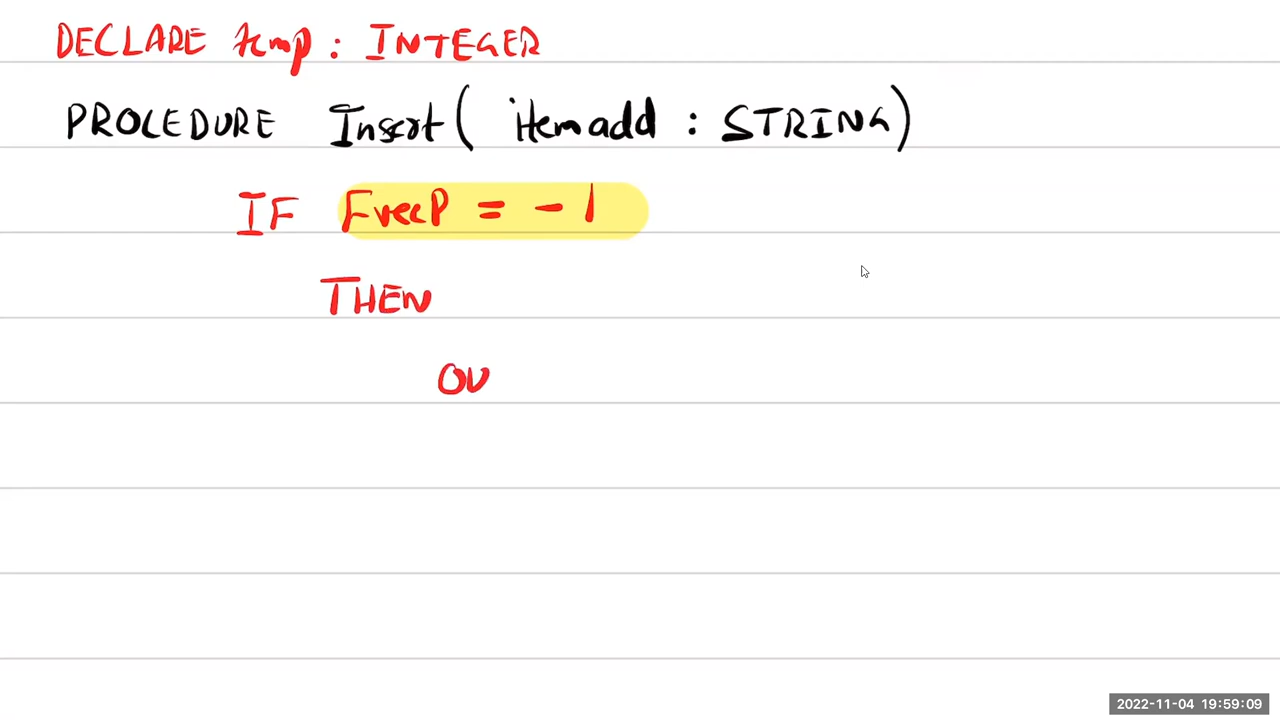 DECLARE temp : INTEGER
PROCEDURE Insert( itemadd : STRING)
IF FreeP = -1
THEN
OU
2022-11-04 19:59:09